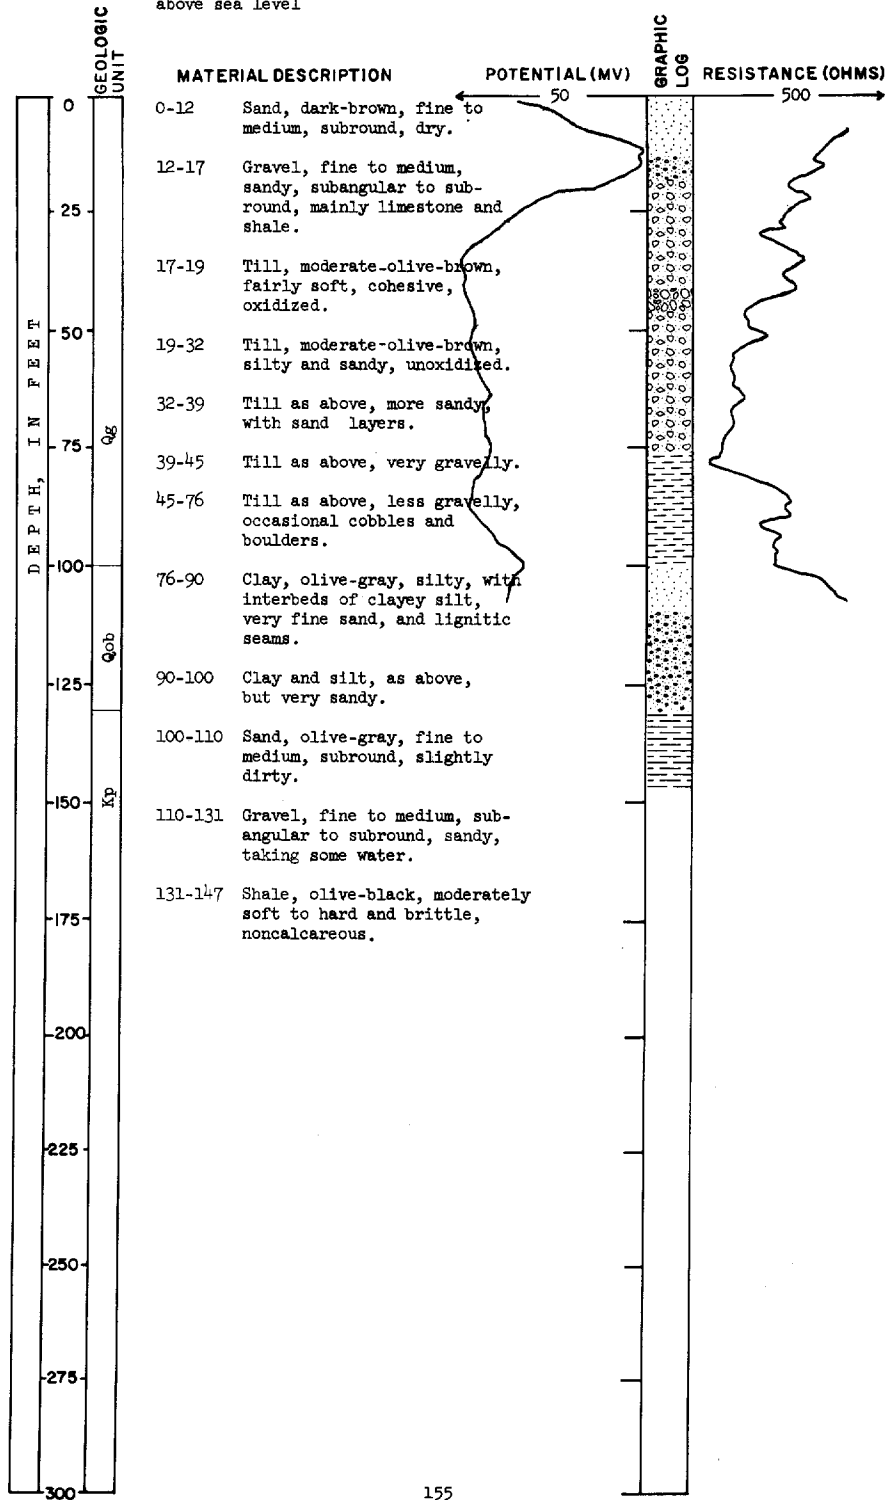 above sea level
GEOLOGIC
UNIT
MATERIAL DESCRIPTION
POTENTIAL (MV)
GRAPHIC
LOG
RESISTANCE (OHMS)
50
500
DEPTH, IN FEET
0
25
50
75
100
125
150
175
200
225
250
275
300
Qg
Qob
Kp
0-12 Sand, dark-brown, fine to
medium, subround, dry.
12-17 Gravel, fine to medium,
sandy, subangular to sub-
round, mainly limestone and
shale.
17-19 Till, moderate-olive-brown,
fairly soft, cohesive,
oxidized.
19-32 Till, moderate-olive-brown,
silty and sandy, unoxidized.
32-39 Till as above, more sandy,
with sand layers.
39-45 Till as above, very gravelly.
45-76 Till as above, less gravelly,
occasional cobbles and
boulders.
76-90 Clay, olive-gray, silty, with
interbeds of clayey silt,
very fine sand, and lignitic
seams.
90-100 Clay and silt, as above,
but very sandy.
100-110 Sand, olive-gray, fine to
medium, subround, slightly
dirty.
110-131 Gravel, fine to medium, sub-
angular to subround, sandy,
taking some water.
131-147 Shale, olive-black, moderately
soft to hard and brittle,
noncalcareous.
155